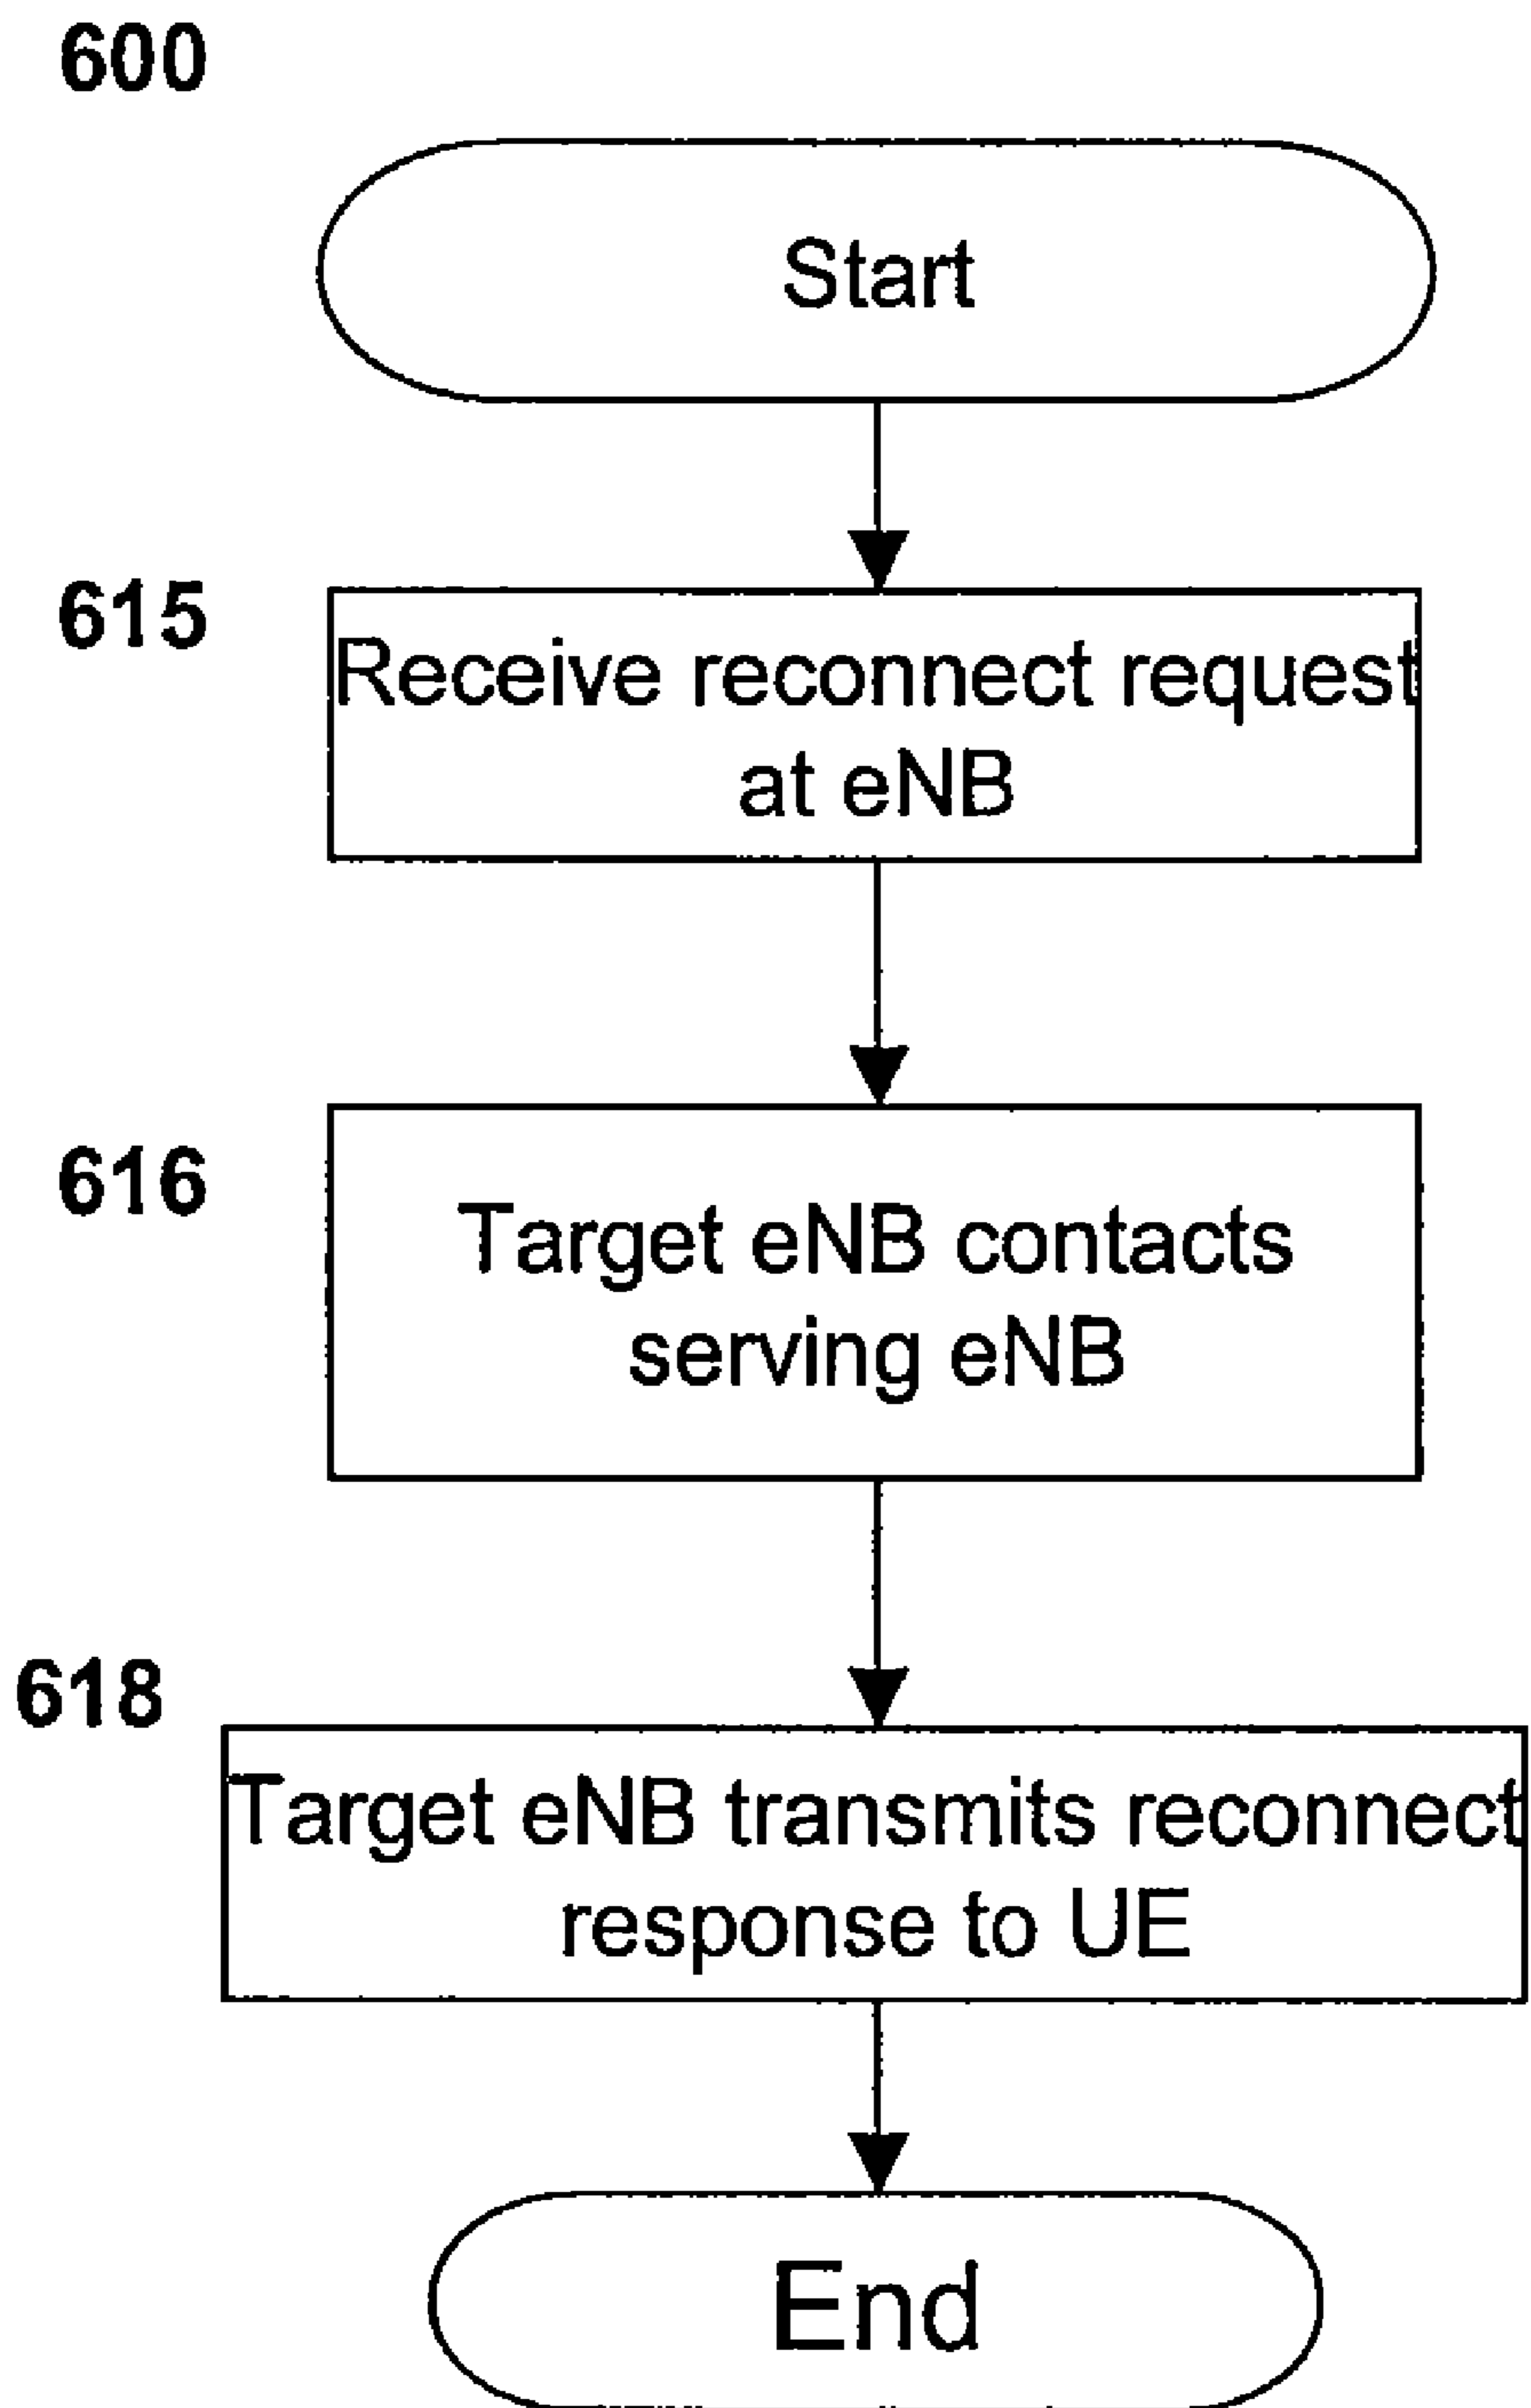 600
Start
615
Receive reconnect request
at eNB
616
Target eNB contacts
serving eNB
618
Target eNB transmits reconnect
response to UE
End